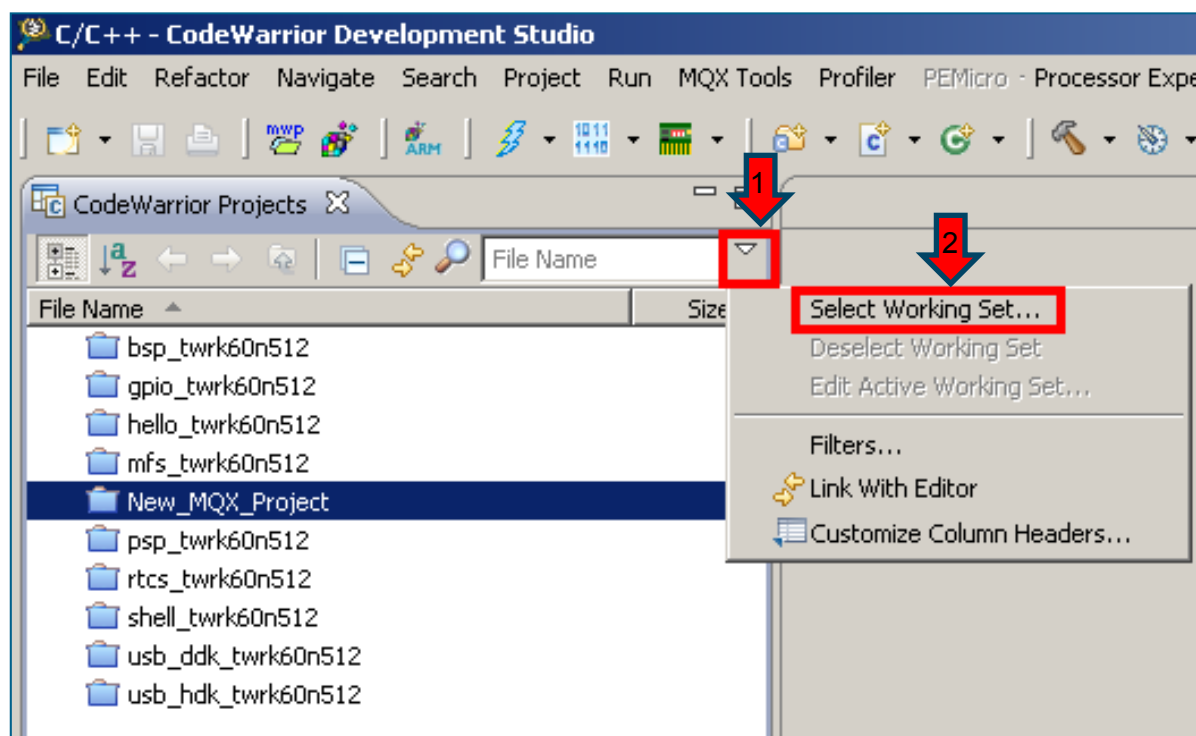 C/C++ - CodeWarrior Development Studio
File Edit Refactor Navigate Search Project Run MQX Tools Profiler PEMicro - Processor Expe
mwp ARM 1011 1110
1
CodeWarrior Projects
2
File Name
File Name Size
Select Working Set...
bsp_twrk60n512
Deselect Working Set
gpio_twrk60n512
Edit Active Working Set...
hello_twrk60n512
Filters...
mfs_twrk60n512
New_MQX_Project
Link With Editor
psp_twrk60n512
Customize Column Headers...
rtcs_twrk60n512
shell_twrk60n512
usb_ddk_twrk60n512
usb_hdk_twrk60n512